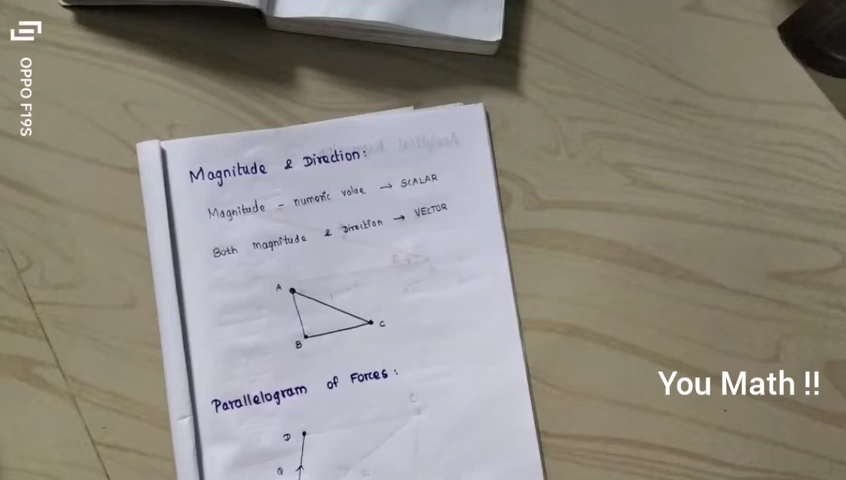 OPPO F19S
Magnitude & Direction:
Magnitude - numeric value → SCALAR
Both magnitude & Direction → VECTOR
A
B
C
Parallelogram of Forces:
D
Q
You Math !!